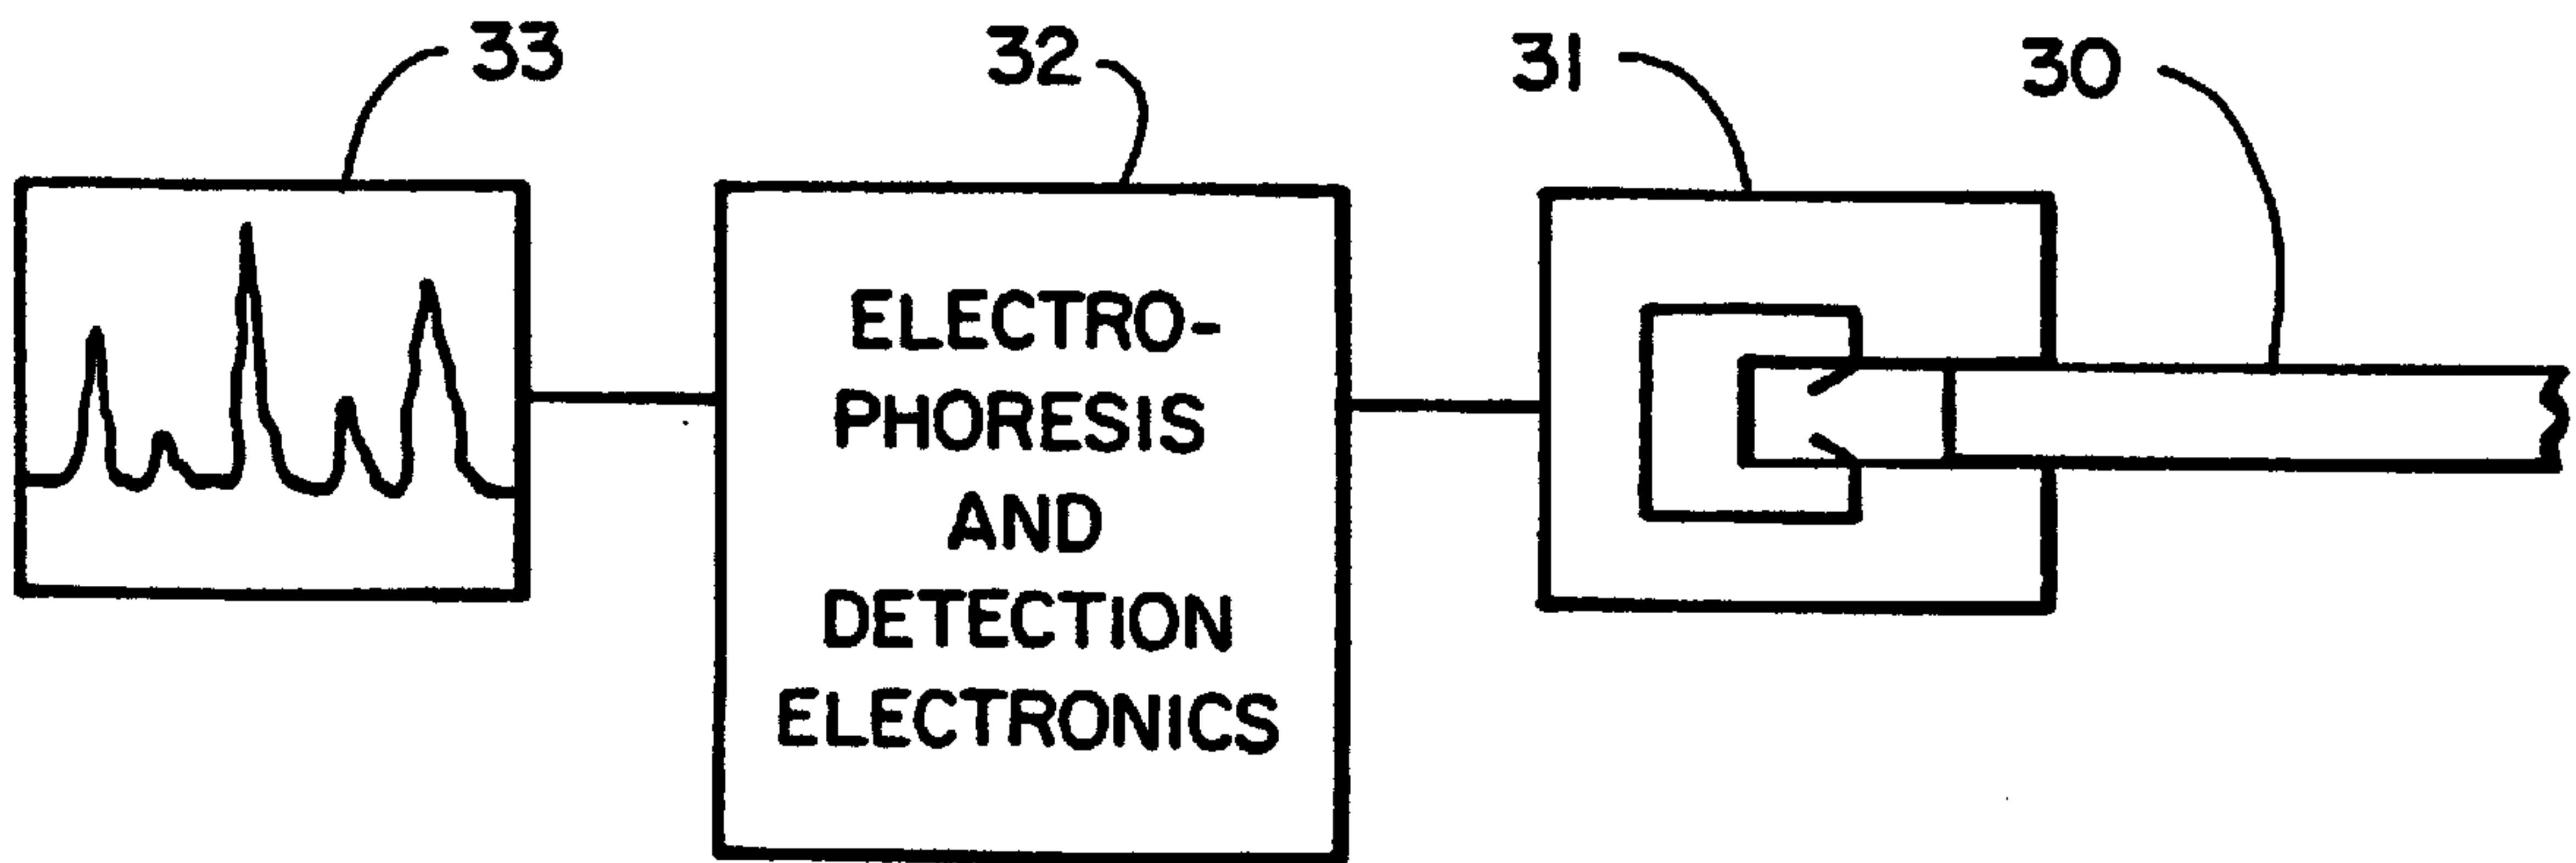 33
32
31
30
ELECTRO-
PHORESIS
AND
DETECTION
ELECTRONICS